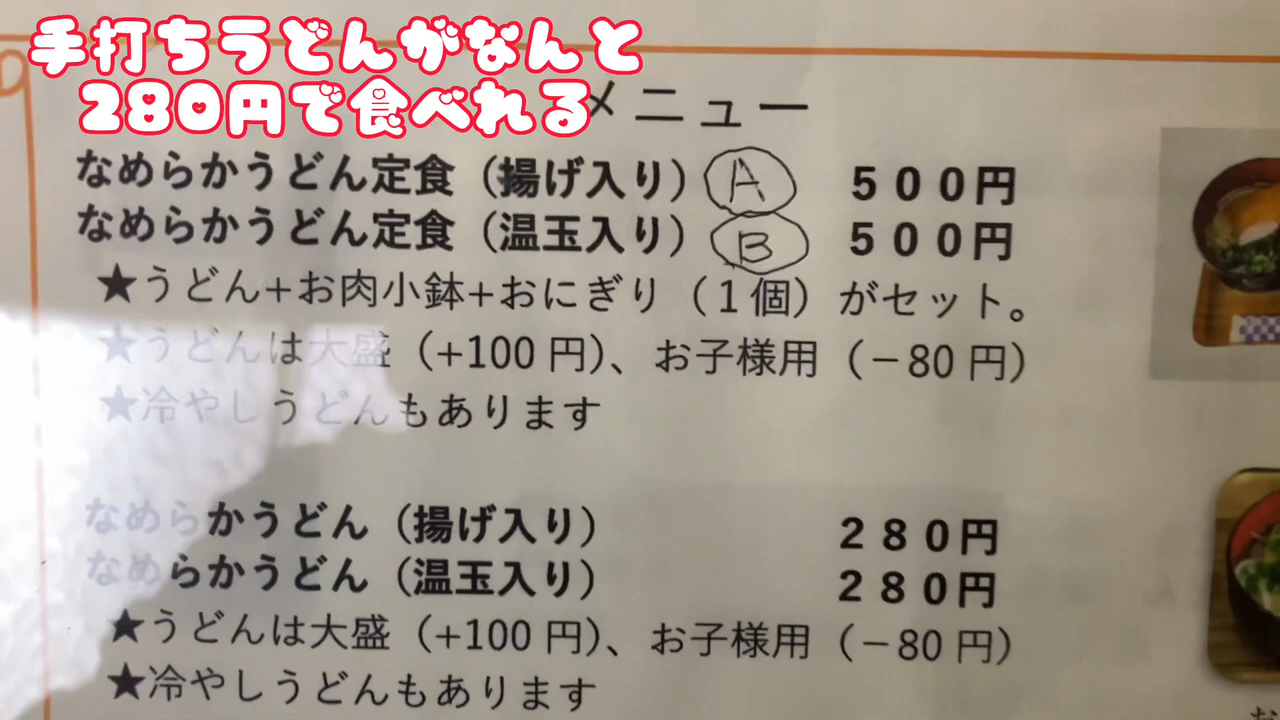 手打ちうどんがなんと
280円で食べれる
メニュー
なめらかうどん定食（揚げ入り） A ５００円
なめらかうどん定食（温玉入り） B ５００円
★うどん+お肉小鉢+おにぎり（１個）がセット。
★うどんは大盛（+100円）、お子様用（－80円）
★冷やしうどんもあります
なめらかうどん（揚げ入り） ２８０円
なめらかうどん（温玉入り） ２８０円
★うどんは大盛（+100円）、お子様用（－80円）
★冷やしうどんもあります